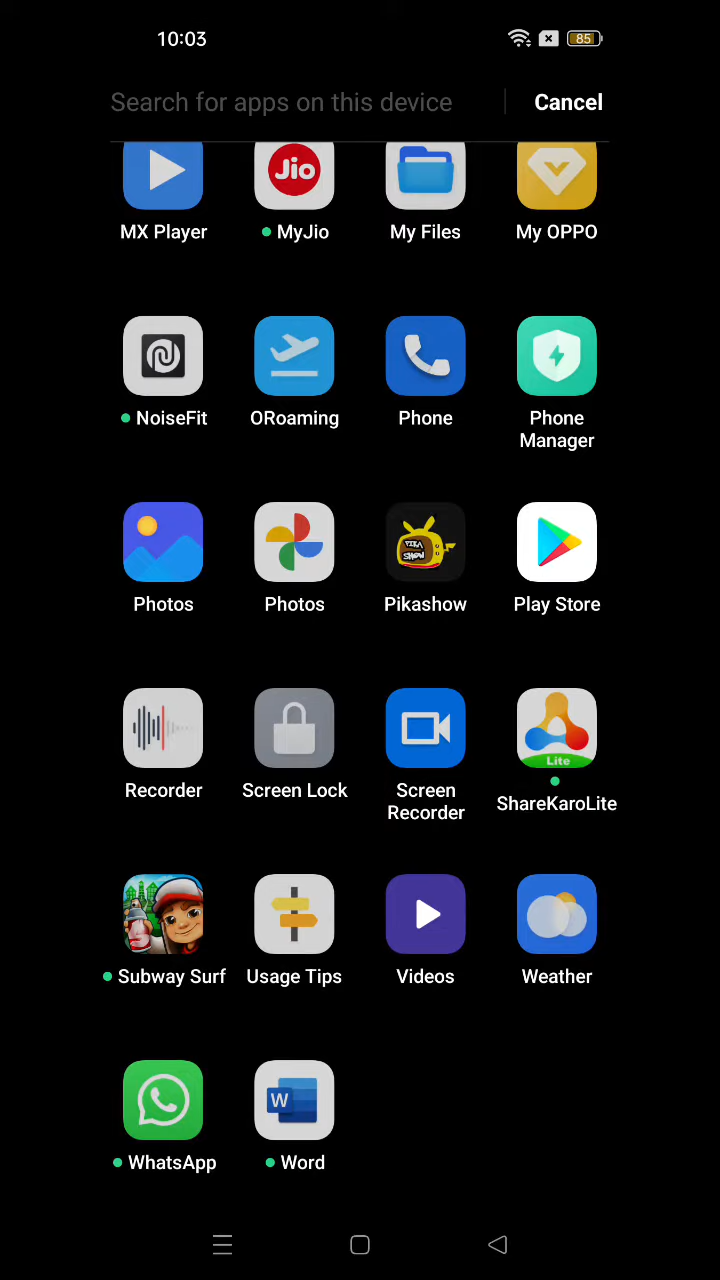 10:03
85
Search for apps on this device
Cancel
Jio
MX Player
MyJio
My Files
My OPPO
NoiseFit
ORoaming
Phone
Phone
Manager
PIKA
SHOW
Photos
Photos
Pikashow
Play Store
Lite
Recorder
Screen Lock
Screen
Recorder
ShareKaroLite
Subway Surf
Usage Tips
Videos
Weather
W
WhatsApp
Word